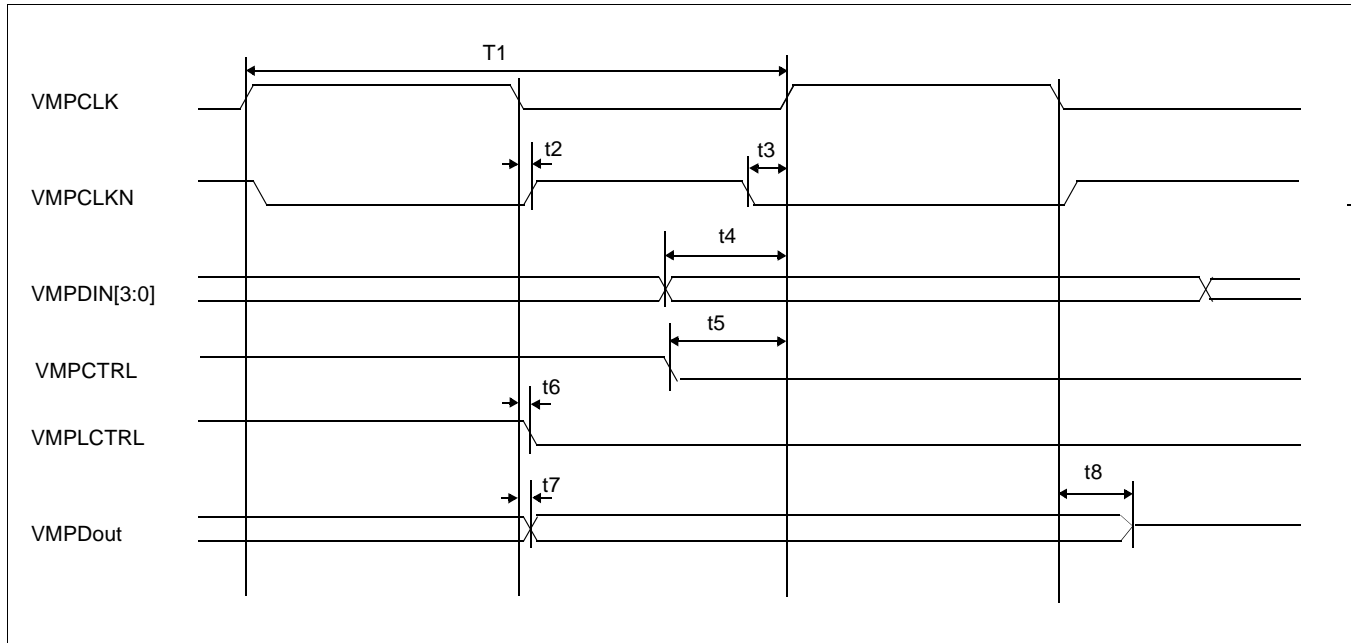 T1
VMPCLK
t2
t3
VMPCLKN
t4
VMPDIN[3:0]
t5
VMPCTRL
t6
VMPLCTRL
t7
t8
VMPDout